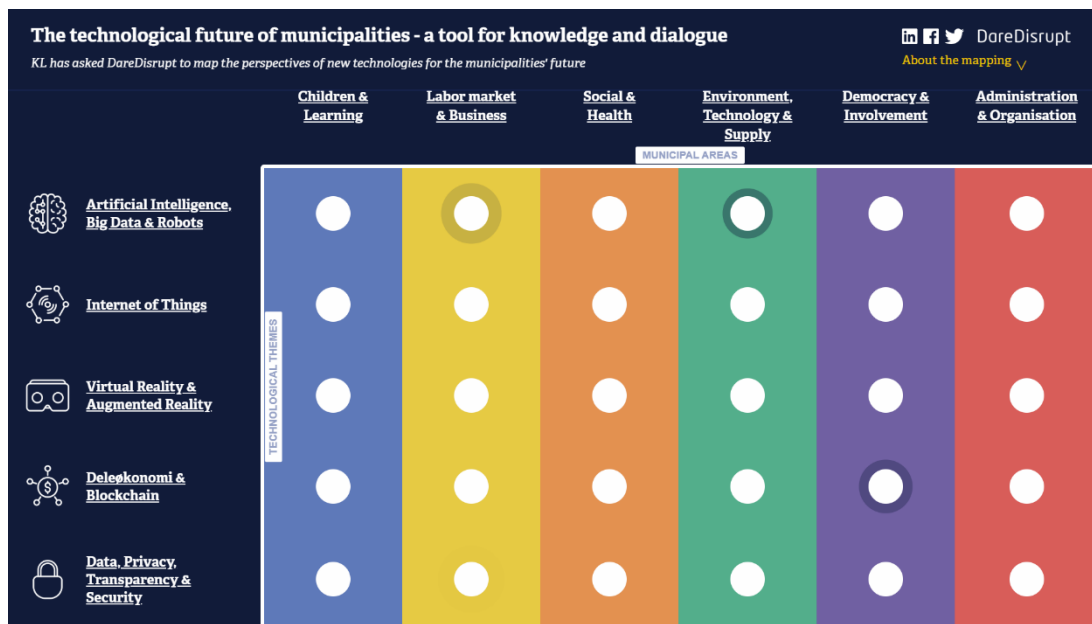 The technological future of municipalities - a tool for knowledge and dialogue
KL has asked DareDisrupt to map the perspectives of new technologies for the municipalities' future
in f DareDisrupt
About the mapping
Children &
Learning
Labor market
& Business
Social &
Health
Environment,
Technology &
Supply
Democracy &
Involvement
Administration
& Organisation
MUNICIPAL AREAS
TECHNOLOGICAL THEMES
Artificial Intelligence,
Big Data & Robots
Internet of Things
Virtual Reality &
Augmented Reality
$
Deleøkonomi &
Blockchain
Data, Privacy,
Transparency &
Security